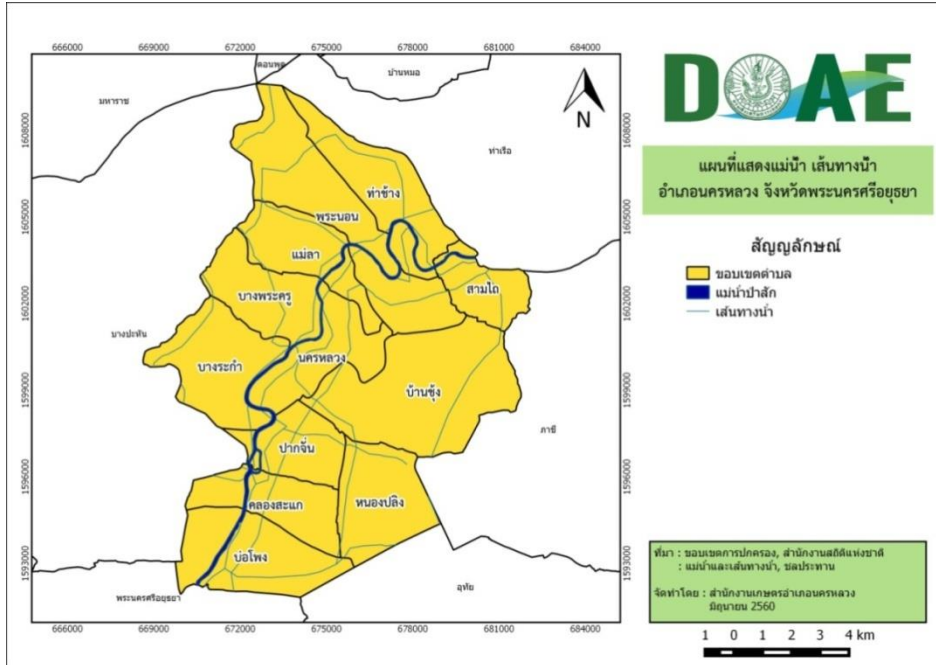 666000 669000 672000 675000 678000 681000 684000
ดอนพุด
บ้านหมอ
มหาราช
ท่าเรือ
N
1608000 1608000
ท่าช้าง
พระนอน
1605000 1605000
แม่ลา
สามไถ
บางพระครู
1602000 1602000
บางปะหัน
นครหลวง
บางระกำ
บ้านชุ้ง
1599000 1599000
ภาชี
ปากจั่น
1596000 1596000
คลองสะแก
หนองปลิง
บ่อโพง
1593000 1593000
พระนครศรีอยุธยา
อุทัย
666000 669000 672000 675000 678000 681000 684000
DOAE
แผนที่แสดงแม่น้ำ เส้นทางน้ำ
อำเภอนครหลวง จังหวัดพระนครศรีอยุธยา
สัญญลักษณ์
ขอบเขตตำบล
แม่น้ำป่าสัก
เส้นทางน้ำ
ที่มา : ขอบเขตการปกครอง, สำนักงานสถิติแห่งชาติ
: แม่น้ำและเส้นทางน้ำ, ชลประทาน
จัดทำโดย : สำนักงานเกษตรอำเภอนครหลวง
มิถุนายน 2560
1 0 1 2 3 4 km